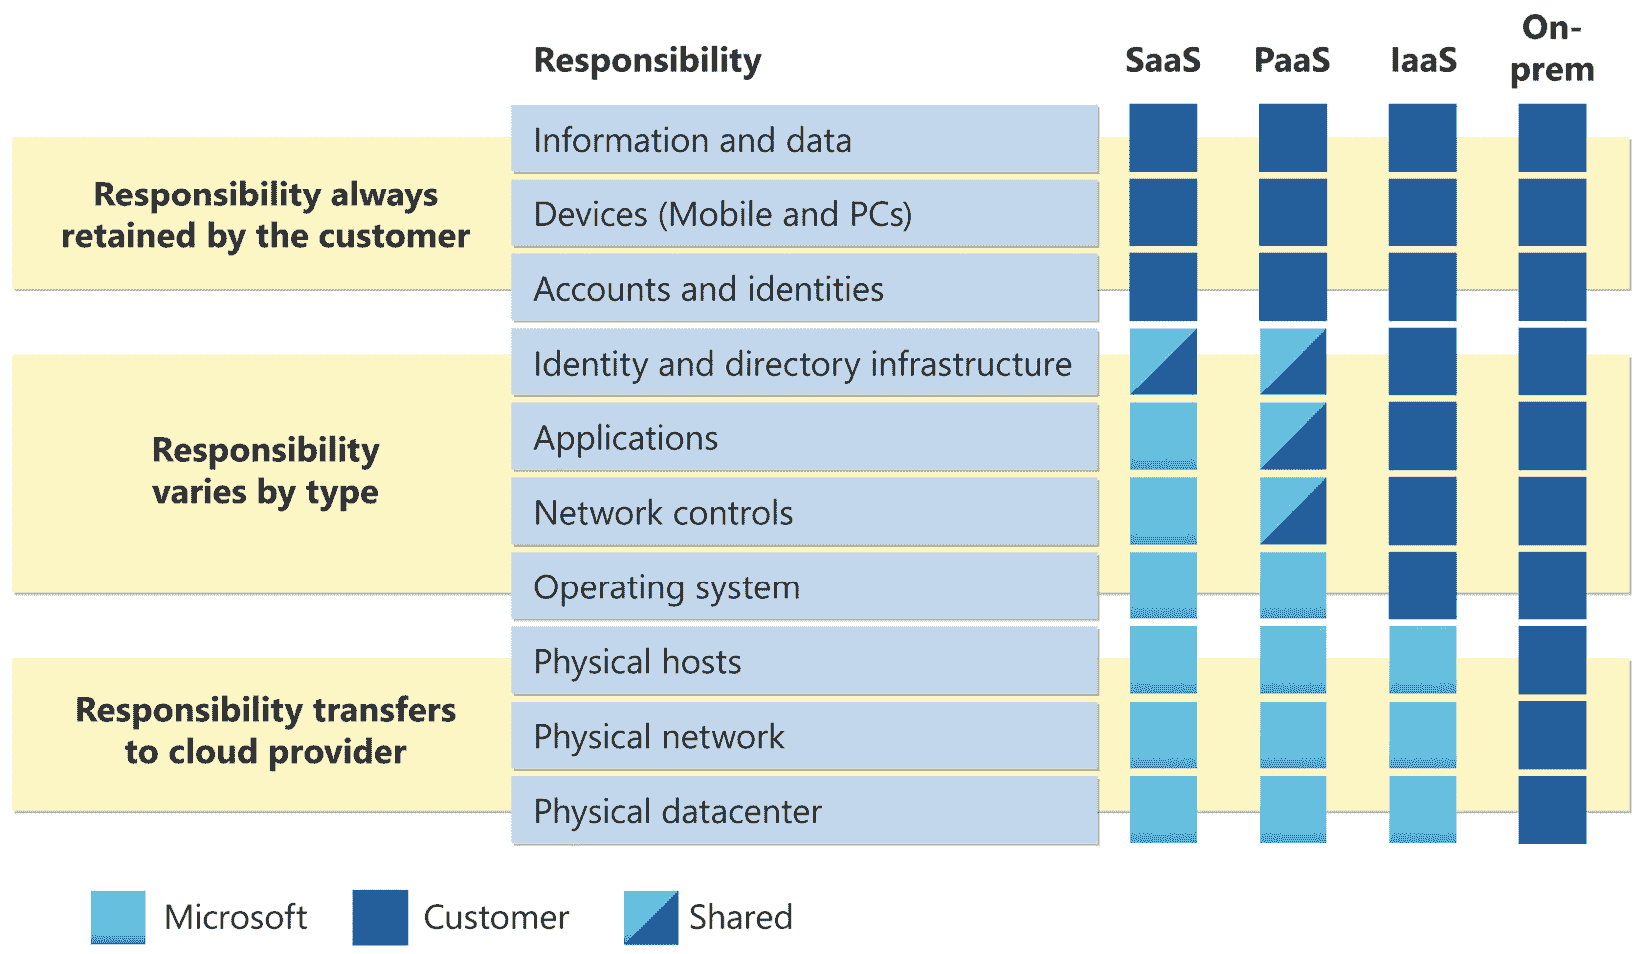 Responsibility
SaaS
PaaS
IaaS
On-
prem
Responsibility always
retained by the customer
Information and data
Devices (Mobile and PCs)
Accounts and identities
Responsibility
varies by type
Identity and directory infrastructure
Applications
Network controls
Operating system
Responsibility transfers
to cloud provider
Physical hosts
Physical network
Physical datacenter
Microsoft
Customer
Shared